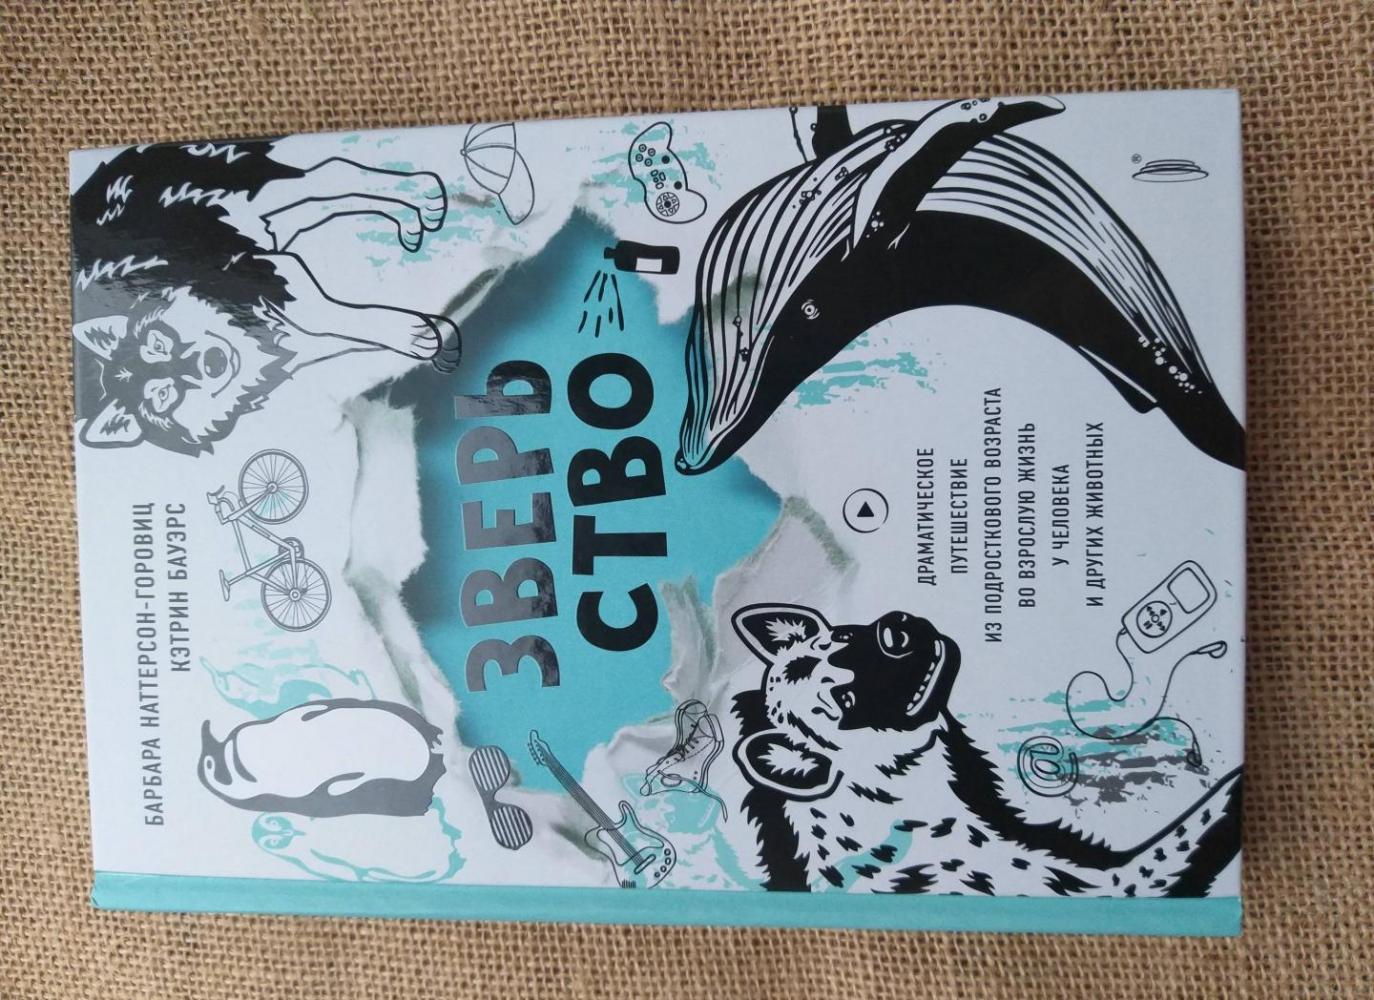 БАРБАРА НАТТЕРСОН-ГОРОВИЦ
КЭТРИН БАУЭРС
ЗВЕРЬ
СТВО
ДРАМАТИЧЕСКОЕ
ПУТЕШЕСТВИЕ
ИЗ ПОДРОСТКОВОГО ВОЗРАСТА
ВО ВЗРОСЛУЮ ЖИЗНЬ
У ЧЕЛОВЕКА
И ДРУГИХ ЖИВОТНЫХ
@
®